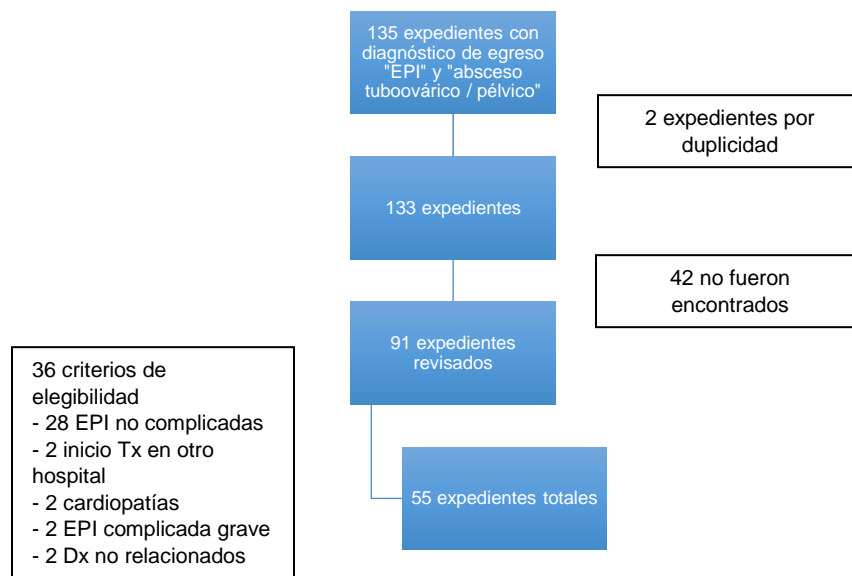 135 expedientes con
diagnóstico de egreso
"EPI" y "absceso
tuboovárico / pélvico"
2 expedientes por
duplicidad
133 expedientes
42 no fueron
encontrados
91 expedientes
revisados
36 criterios de
elegibilidad
- 28 EPI no complicadas
- 2 inicio Tx en otro
hospital
- 2 cardiopatías
- 2 EPI complicada grave
- 2 Dx no relacionados
55 expedientes totales